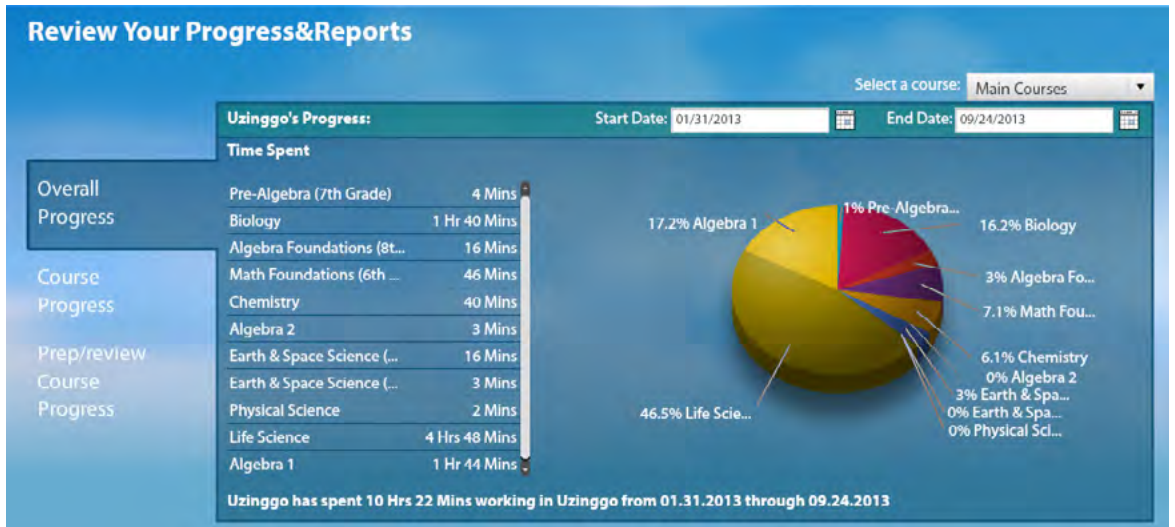 Review Your Progress&Reports
Select a course: Main Courses
Uzinggo's Progress: Start Date: 01/31/2013 End Date: 09/24/2013
Time Spent
Overall
Progress
Course
Progress
Prep/review
Course
Progress
Pre-Algebra (7th Grade) 4 Mins
Biology 1 Hr 40 Mins
Algebra Foundations (8t... 16 Mins
Math Foundations (6th ... 46 Mins
Chemistry 40 Mins
Algebra 2 3 Mins
Earth & Space Science (... 16 Mins
Earth & Space Science (... 3 Mins
Physical Science 2 Mins
Life Science 4 Hrs 48 Mins
Algebra 1 1 Hr 44 Mins
17.2% Algebra 1
1% Pre-Algebra...
16.2% Biology
3% Algebra Fo...
7.1% Math Fou...
6.1% Chemistry
0% Algebra 2
3% Earth & Spa...
0% Earth & Spa...
0% Physical Sci...
46.5% Life Scie...
Uzinggo has spent 10 Hrs 22 Mins working in Uzinggo from 01.31.2013 through 09.24.2013